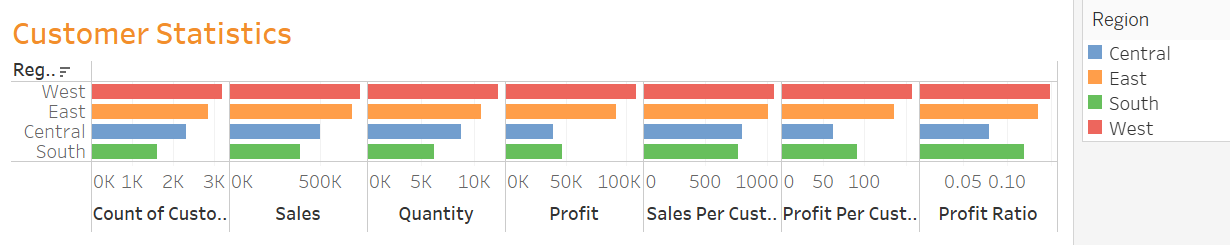 Customer Statistics
Region
Central
East
South
West
Reg..
West
East
Central
South
0K 1K 2K 3K 0K 500K 0K 5K 10K 0K 50K 100K 0 500 1000 0 50 100 0.05 0.10
Count of Custo.. Sales Quantity Profit Sales Per Cust.. Profit Per Cust.. Profit Ratio